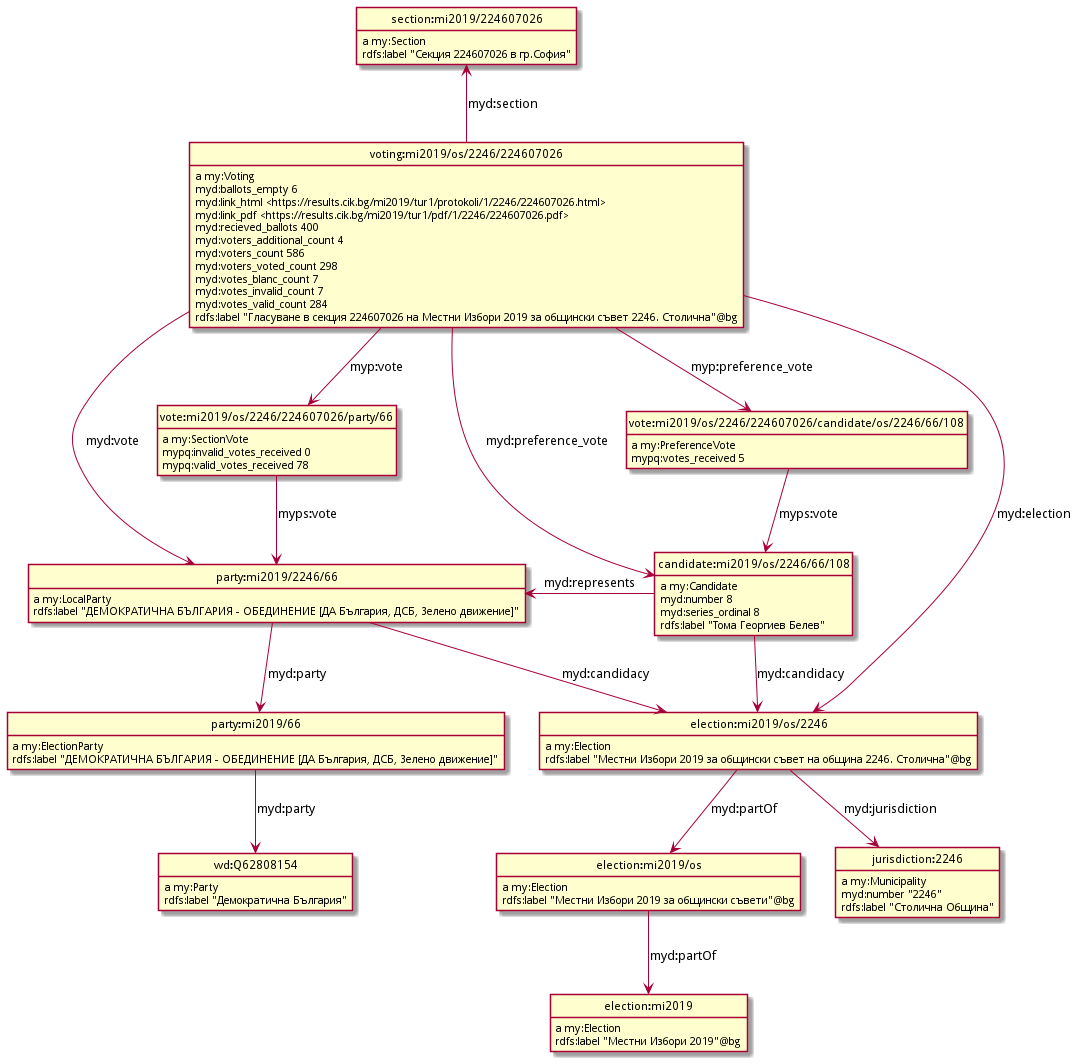 section:mi2019/224607026
a my:Section
rdfs:label "Секция 224607026 в гр.София"
myd:section
voting:mi2019/os/2246/224607026
a my:Voting
myd:ballots_empty 6
myd:link_html <https://results.cik.bg/mi2019/tur1/protokoli/1/2246/224607026.html>
myd:link_pdf <https://results.cik.bg/mi2019/tur1/pdf/1/2246/224607026.pdf>
myd:recieved_ballots 400
myd:voters_additional_count 4
myd:voters_count 586
myd:voters_voted_count 298
myd:votes_blanc_count 7
myd:votes_invalid_count 7
myd:votes_valid_count 284
rdfs:label "Гласуване в секция 224607026 на Местни Избори 2019 за общински съвет 2246. Столична"@bg
myp:vote
myp:preference_vote
myd:vote
vote:mi2019/os/2246/224607026/party/66
a my:SectionVote
mypq:invalid_votes_received 0
mypq:valid_votes_received 78
myd:preference_vote
vote:mi2019/os/2246/224607026/candidate/os/2246/66/108
a my:PreferenceVote
mypq:votes_received 5
myps:vote
myps:vote
myd:election
party:mi2019/2246/66
a my:LocalParty
rdfs:label "ДЕМОКРАТИЧНА БЪЛГАРИЯ - ОБЕДИНЕНИЕ [ДА България, ДСБ, Зелено движение]"
myd:represents
candidate:mi2019/os/2246/66/108
a my:Candidate
myd:number 8
myd:series_ordinal 8
rdfs:label "Тома Георгиев Белев"
myd:party
myd:candidacy
myd:candidacy
party:mi2019/66
a my:ElectionParty
rdfs:label "ДЕМОКРАТИЧНА БЪЛГАРИЯ - ОБЕДИНЕНИЕ [ДА България, ДСБ, Зелено движение]"
election:mi2019/os/2246
a my:Election
rdfs:label "Местни Избори 2019 за общински съвет на община 2246. Столична"@bg
myd:party
myd:partOf
myd:jurisdiction
wd:Q62808154
a my:Party
rdfs:label "Демократична България"
election:mi2019/os
a my:Election
rdfs:label "Местни Избори 2019 за общински съвети"@bg
jurisdiction:2246
a my:Municipality
myd:number "2246"
rdfs:label "Столична Община"
myd:partOf
election:mi2019
a my:Election
rdfs:label "Местни Избори 2019"@bg